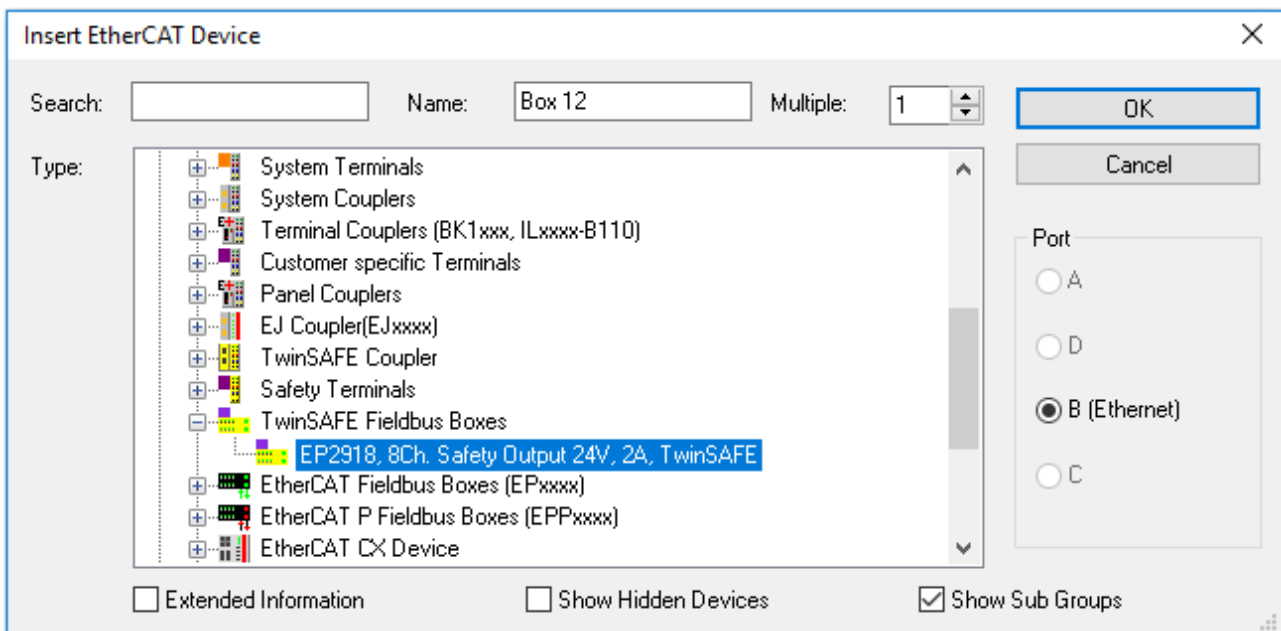 Insert EtherCAT Device
Search: Name: Box 12 Multiple: 1 OK
Type: System Terminals Cancel
System Couplers
Terminal Couplers (BK1xxx, ILxxxx-B110)
Port
Customer specific Terminals
A
Panel Couplers
EJ Coupler(EJxxxx)
D
TwinSAFE Coupler
Safety Terminals
B (Ethernet)
TwinSAFE Fieldbus Boxes
EP2918, 8Ch. Safety Output 24V, 2A, TwinSAFE
C
EtherCAT Fieldbus Boxes (EPxxxx)
EtherCAT P Fieldbus Boxes (EPPxxxx)
EtherCAT CX Device
Extended Information Show Hidden Devices Show Sub Groups